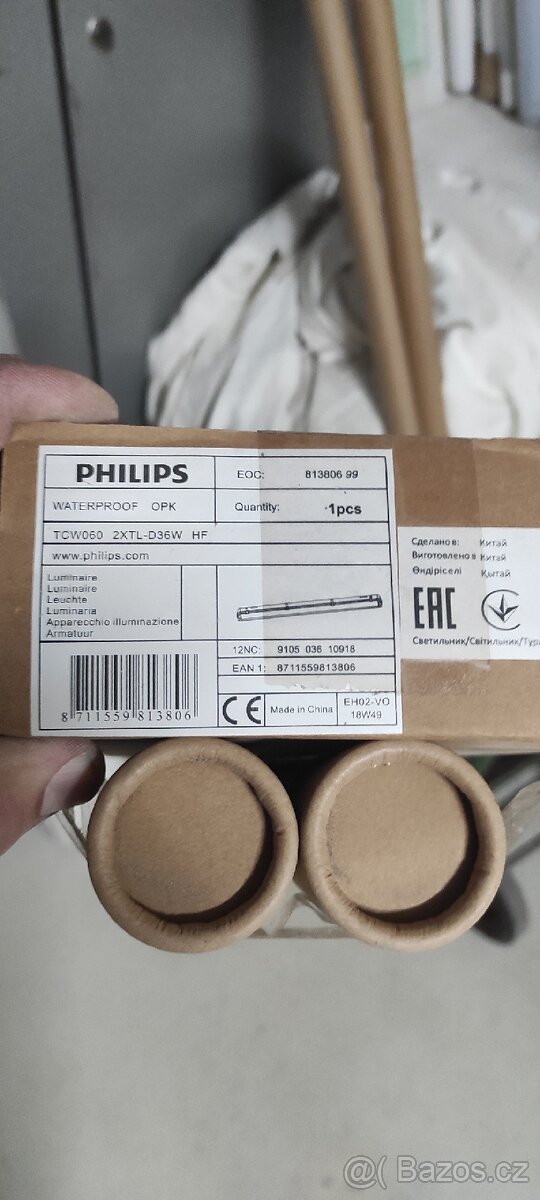 PHILIPS
EOC: 813806 99
WATERPROOF OPK
Quantity: 1pcs
TCW060 2XTL-D36W HF
www.philips.com
Luminaire
Luminaire
Leuchte
Luminaria
Apparecchio illuminazione
Armatuur
12NC: 9105 036 10918
EAN 1: 8711559813806
8 711559 813806
CE
Made in China
EH02-VO
18W49
Сделано в: Китай
Виготовлено в Китай
Өндіріселі Қытай
EAC
Светильник/Світильник/
@( Bazos.cz